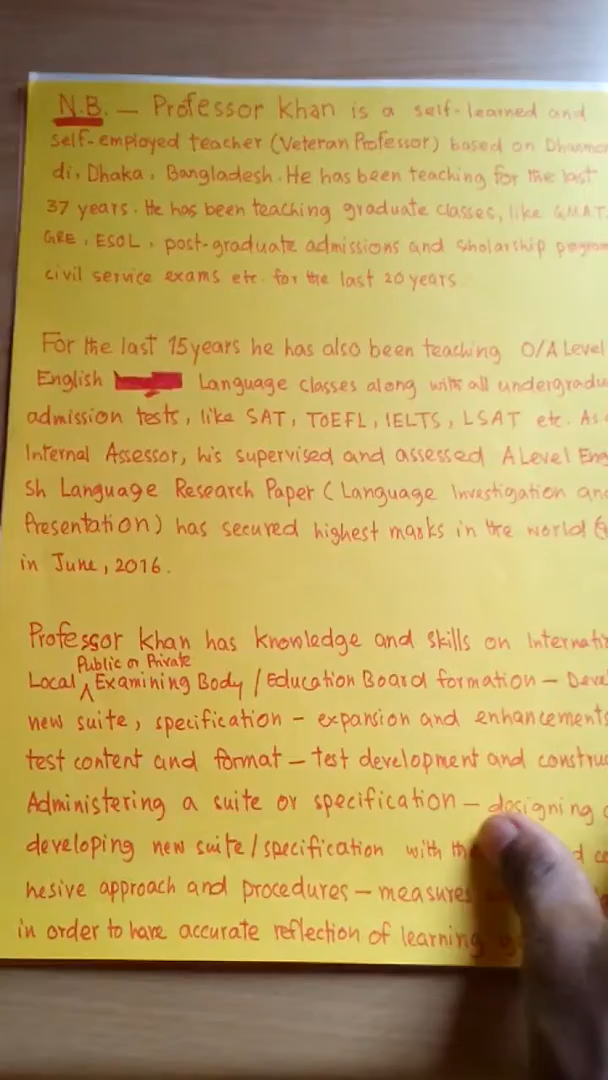 N.B. — Professor Khan is a self-learned and
self-employed teacher (Veteran Professor) based on Dhanmon
di, Dhaka, Bangladesh. He has been teaching for the last
37 years. He has been teaching graduate classes, like GMAT,
GRE, ESOL, post-graduate admissions and scholarship
civil service exams etc. for the last 20 years
For the last 15 years he has also been teaching O/A Level
English Language classes along with all undergradu
admission tests, like SAT, TOEFL, IELTS, LSAT etc. As
Internal Assessor, his supervised and assessed A Level Eng
sh Language Research Paper (Language Investigation and
Presentation) has secured highest marks in the world
in June, 2016.
Professor Khan has knowledge and skills on Internati
Public or Private
Local ^ Examining Body / Education Board formation —
new suite, specification — expansion and enhancements
test content and format — test development and constru
Administering a suite or specification — designing
developing new suite/specification with
hesive approach and procedures — measures
in order to have accurate reflection of learning